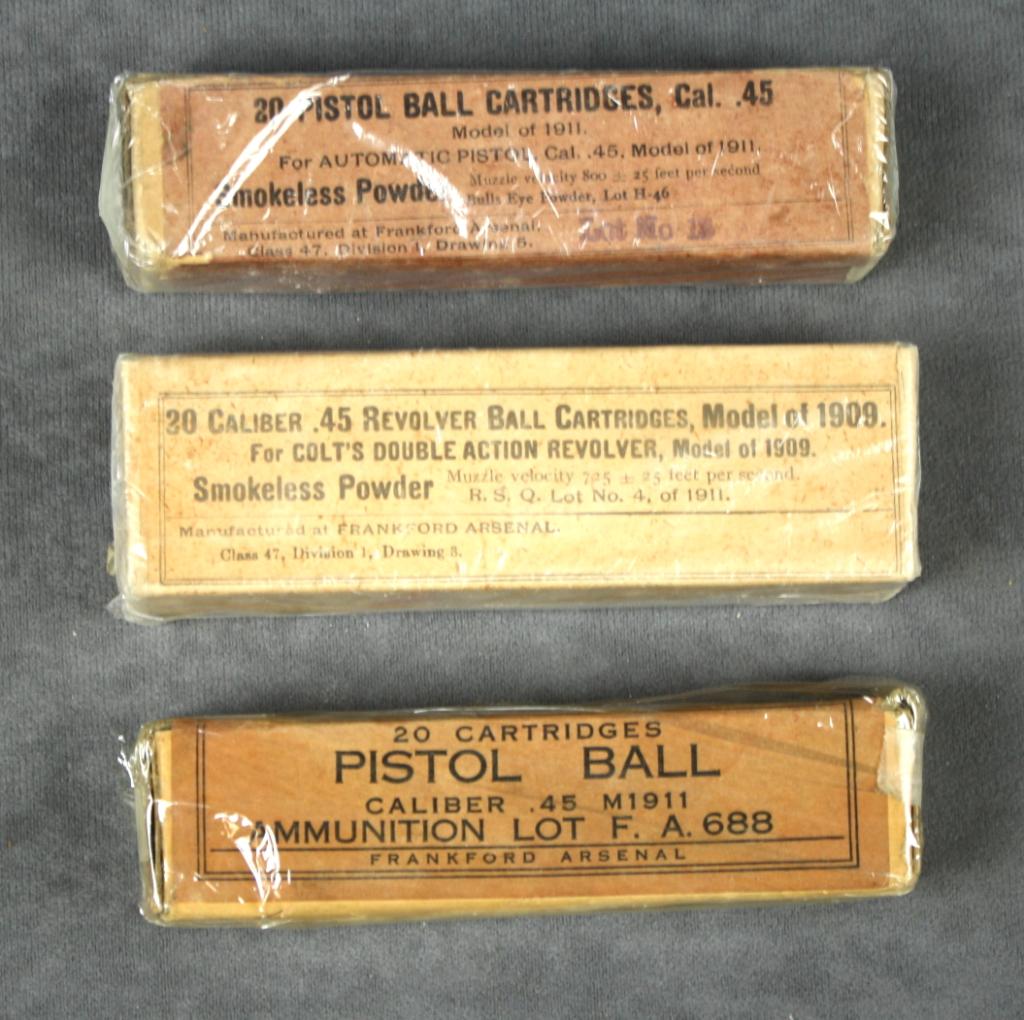 20 PISTOL BALL CARTRIDGES, Cal. .45
Model of 1911.
For AUTOMATIC PISTOL, Cal. .45, Model of 1911.
Smokeless Powder
Muzzle velocity 800 ± 25 feet per second
Bulls Eye Powder, Lot H-46
Manufactured at Frankford Arsenal.
Lot No
Class 47, Division 1, Drawing 5.
20 CALIBER .45 REVOLVER BALL CARTRIDGES, Model of 1909.
For COLT'S DOUBLE ACTION REVOLVER, Model of 1909.
Smokeless Powder
Muzzle velocity 725 ± 25 feet per second.
R. S. Q. Lot No. 4, of 1911.
Manufactured at FRANKFORD ARSENAL.
Class 47, Division 1, Drawing 8.
20 CARTRIDGES
PISTOL BALL
CALIBER .45 M1911
AMMUNITION LOT F. A. 688
FRANKFORD ARSENAL